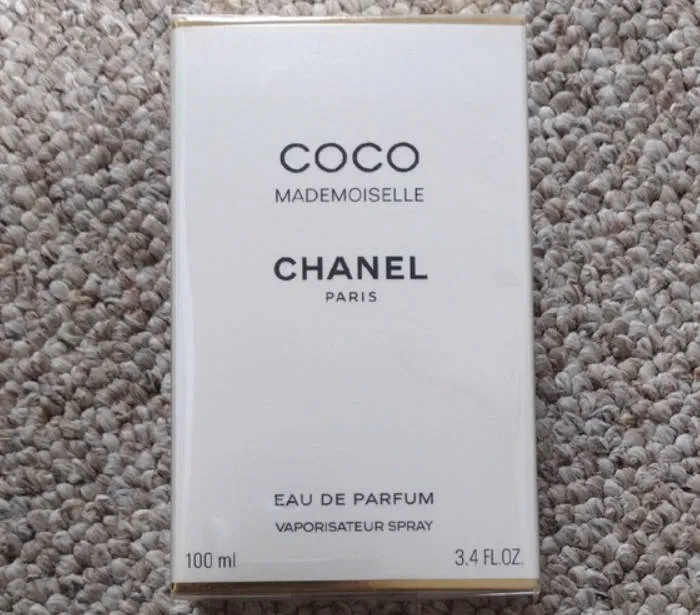 COCO
MADEMOISELLE
CHANEL
PARIS
EAU DE PARFUM
VAPORISATEUR SPRAY
100 ml 3.4 FL.OZ.